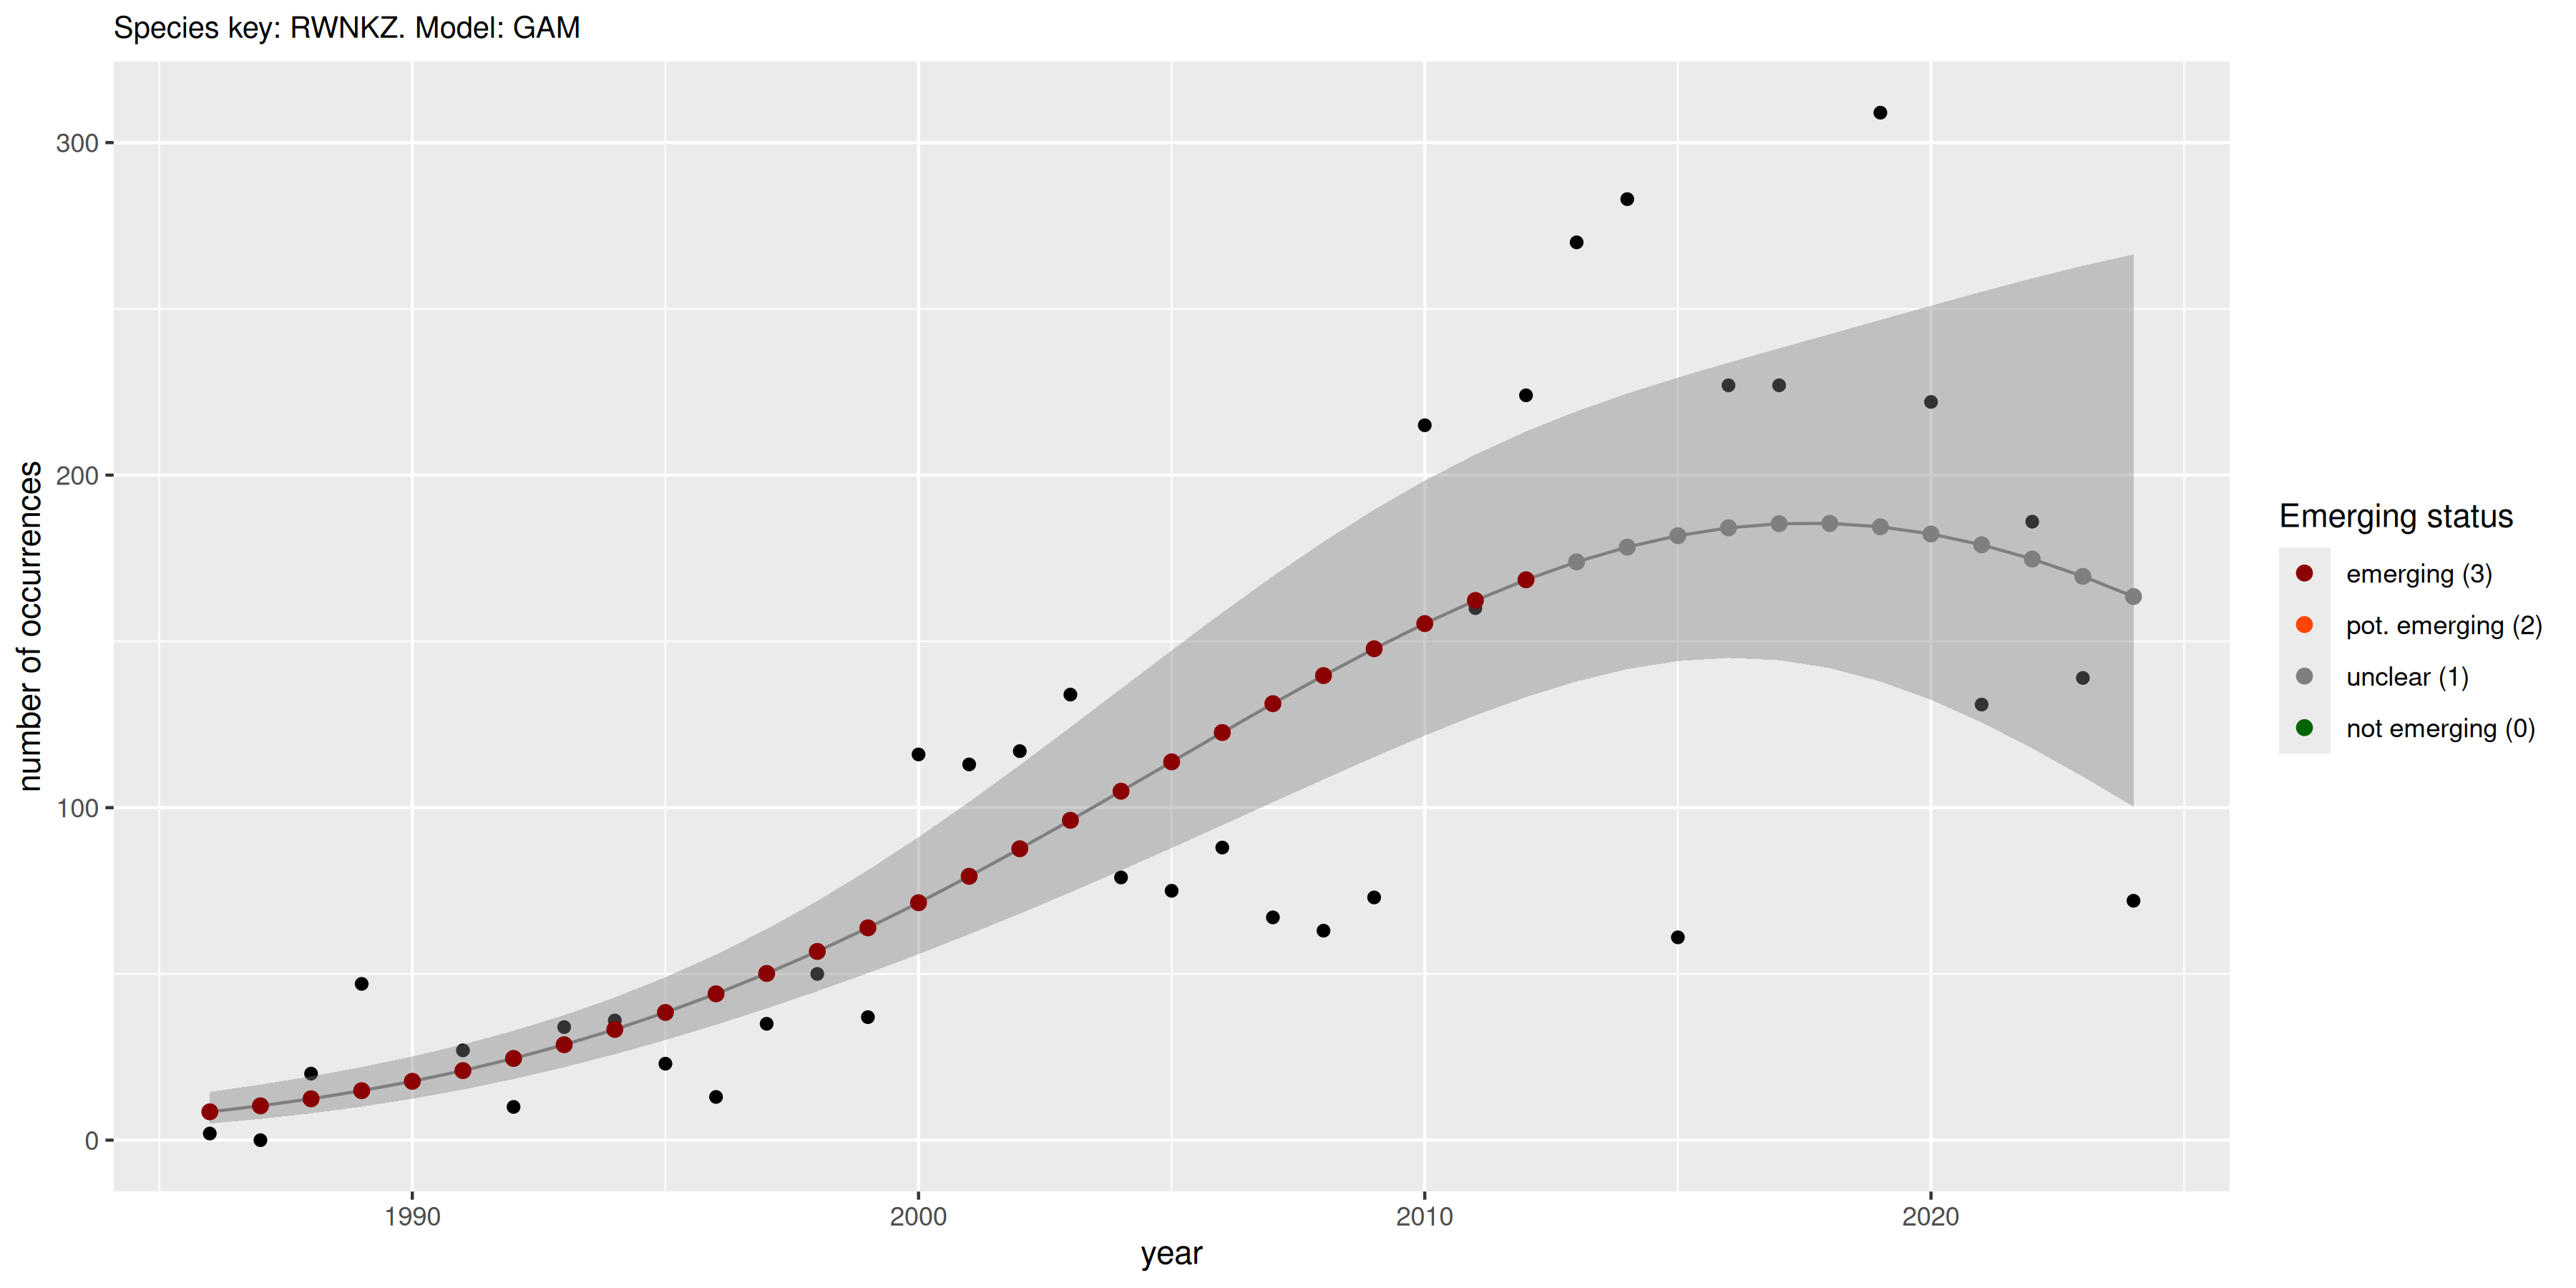 Species key: RWNKZ. Model: GAM
300
200
100
0
number of occurrences
1990
2000
2010
2020
year
Emerging status
emerging (3)
pot. emerging (2)
unclear (1)
not emerging (0)